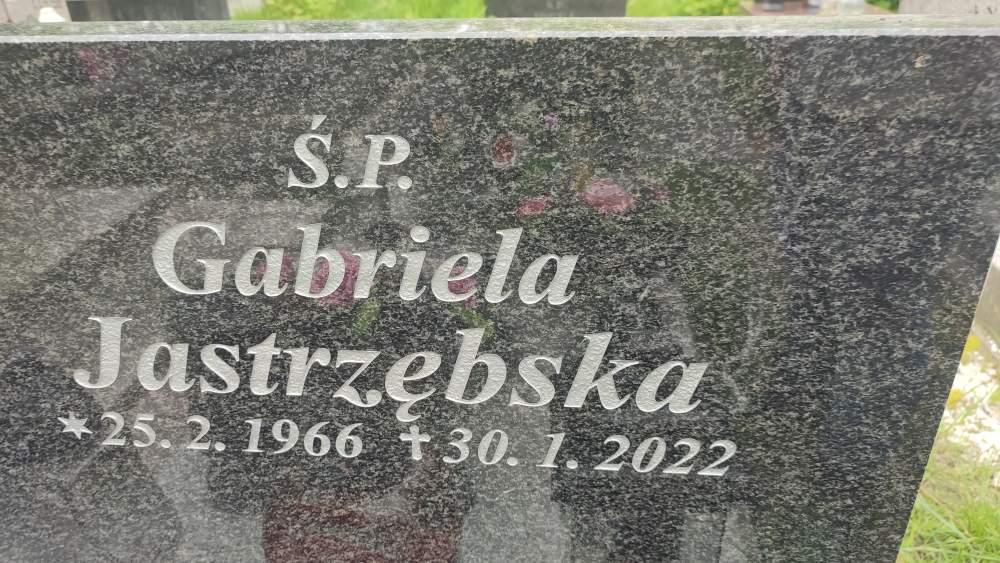 Ś.P.
Gabriela
Jastrzębska
*25. 2. 1966 †30. 1. 2022